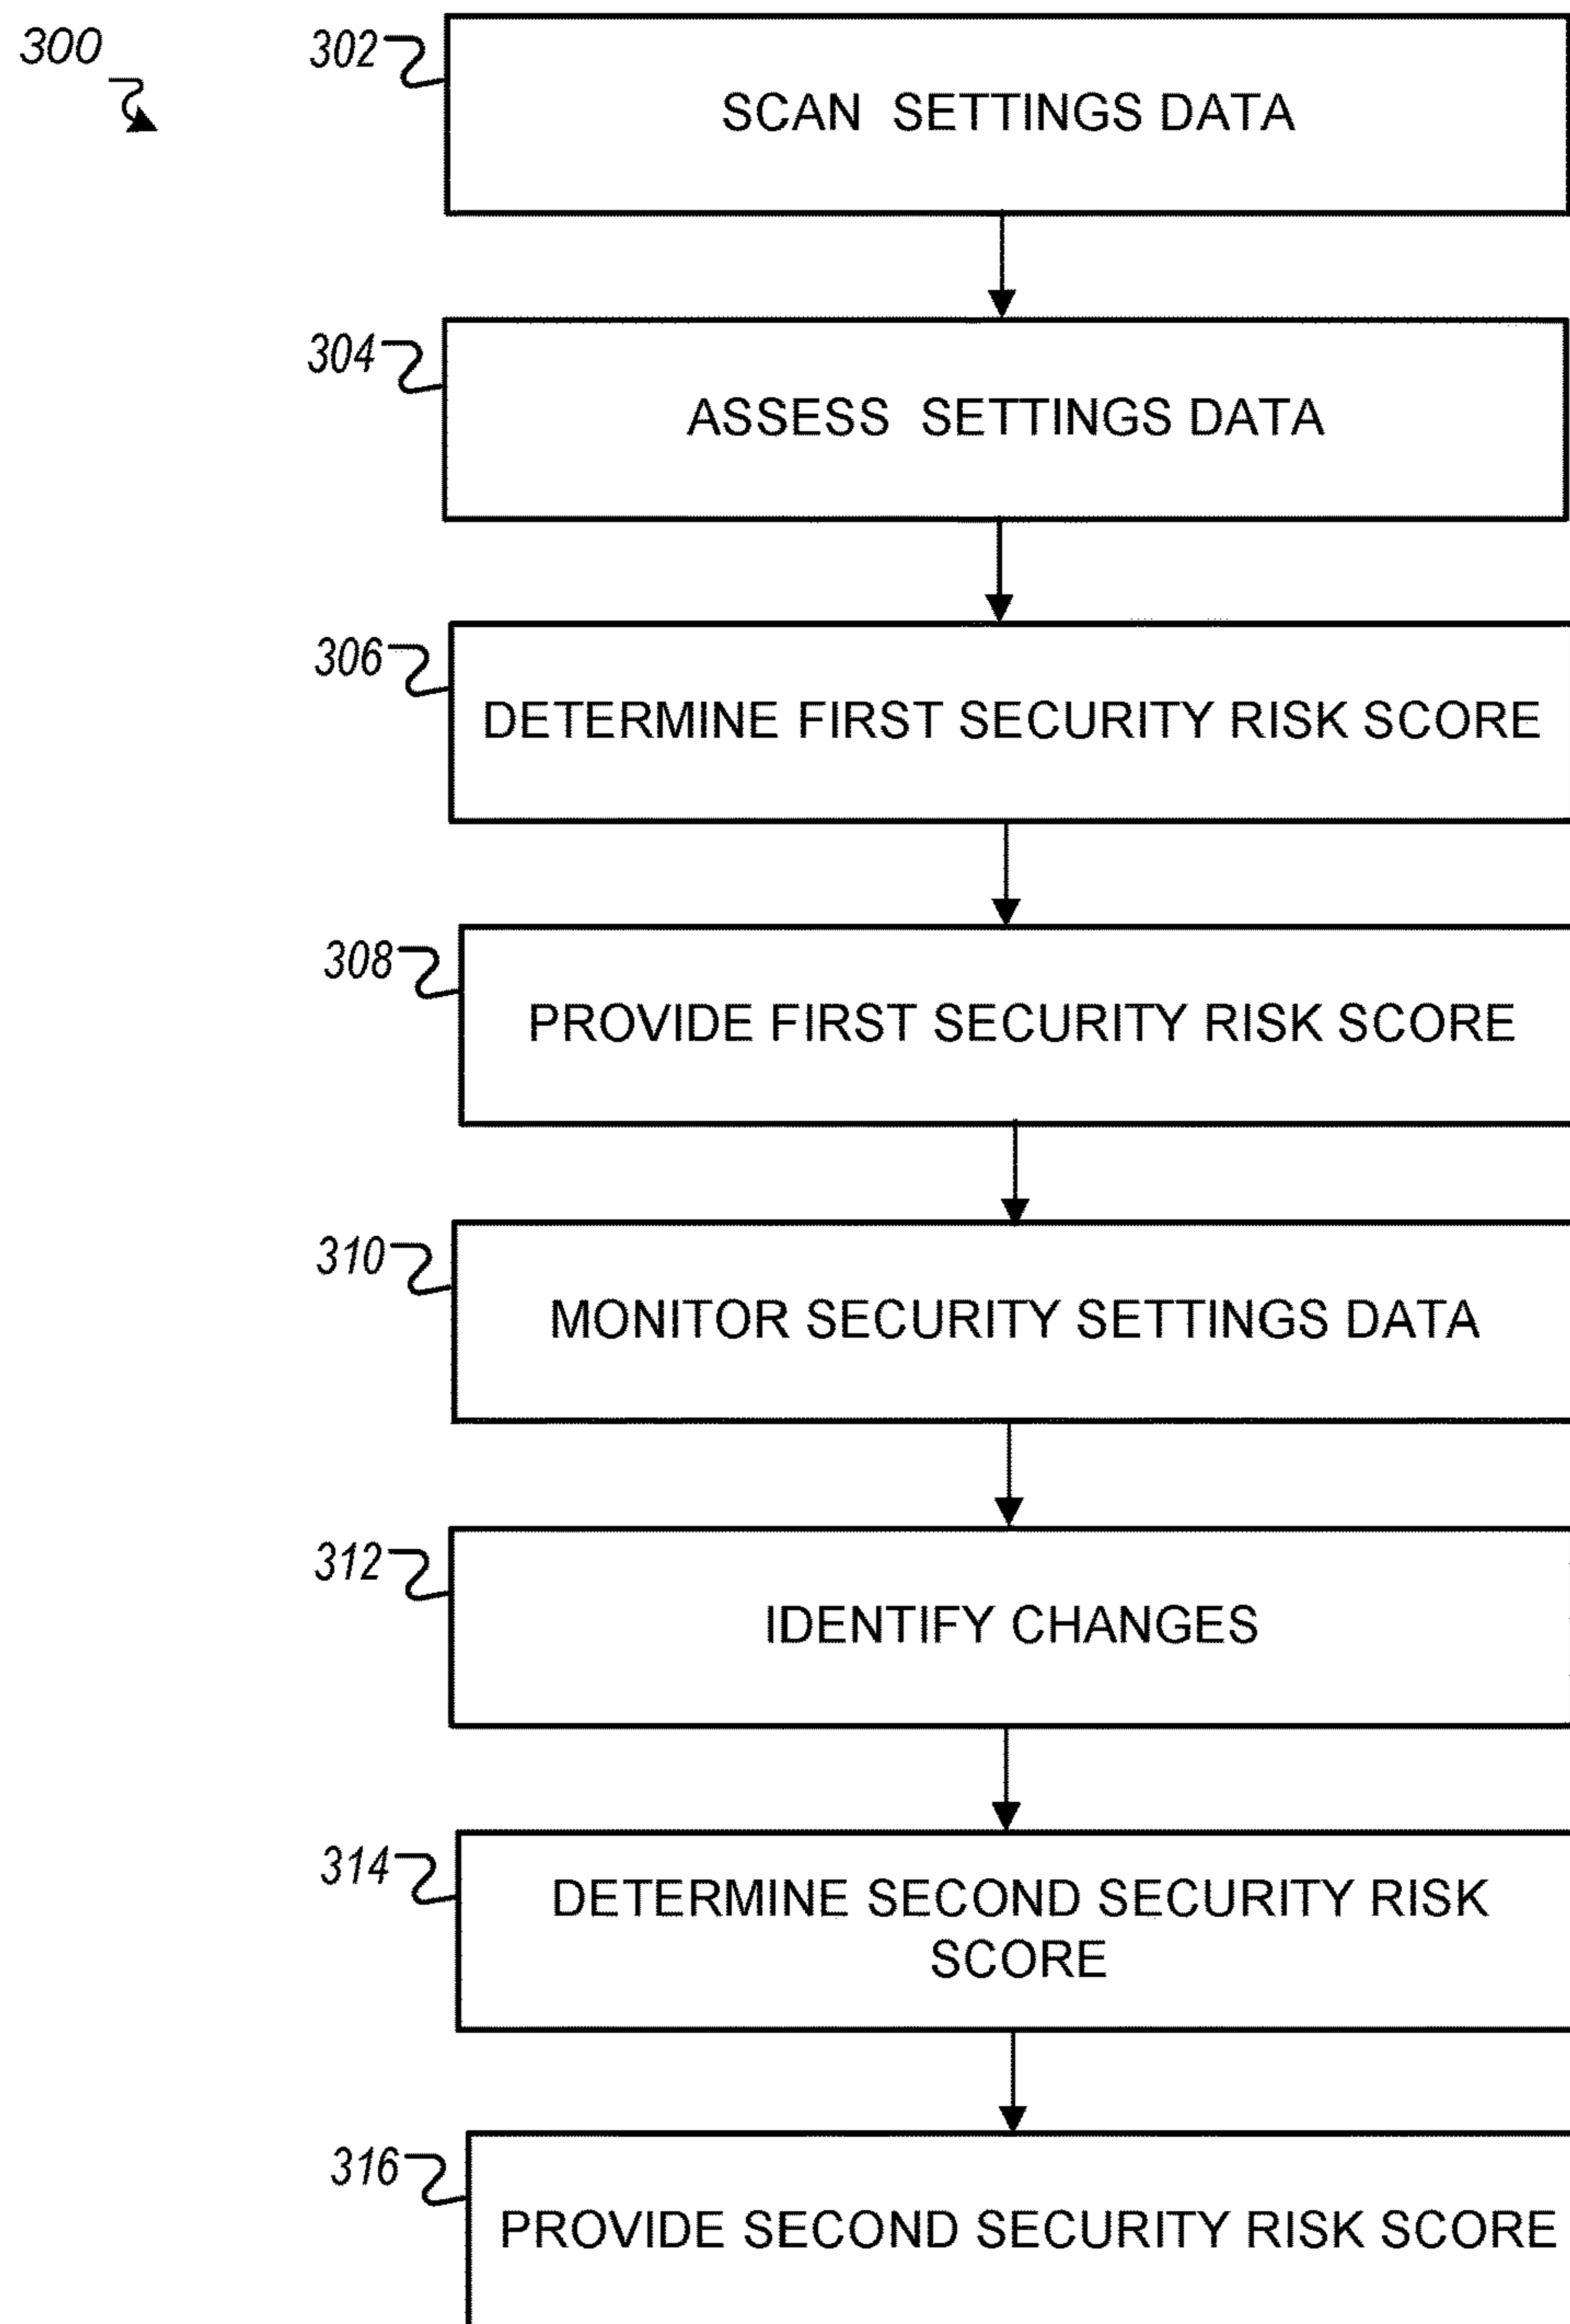 300
302
SCAN SETTINGS DATA
304
ASSESS SETTINGS DATA
306
DETERMINE FIRST SECURITY RISK SCORE
308
PROVIDE FIRST SECURITY RISK SCORE
310
MONITOR SECURITY SETTINGS DATA
312
IDENTIFY CHANGES
314
DETERMINE SECOND SECURITY RISK
SCORE
316
PROVIDE SECOND SECURITY RISK SCORE